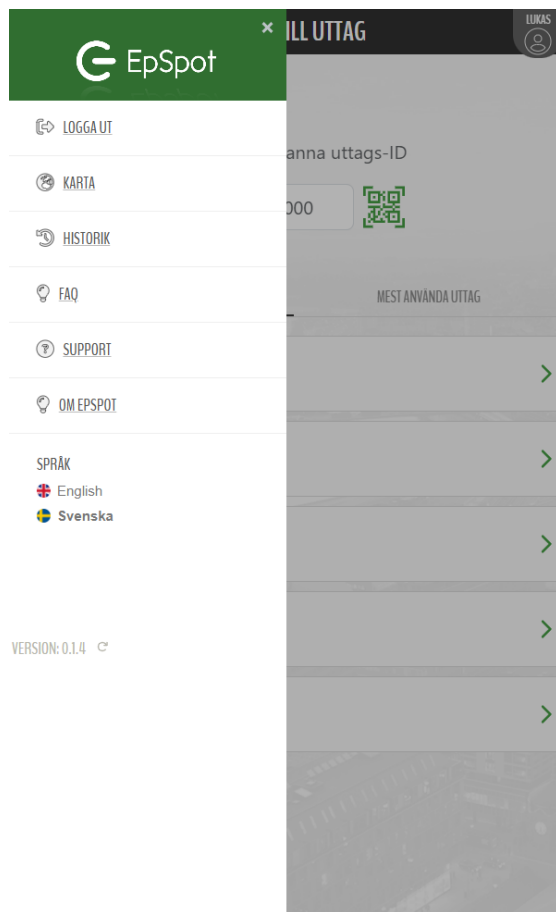 ×
ILL UTTAG
LUKAS
EpSpot
LOGGA UT
anna uttags-ID
KARTA
000
HISTORIK
FAQ
MEST ANVÄNDA UTTAG
SUPPORT
OM EPSPOT
SPRÅK
English
Svenska
VERSION: 0.1.4